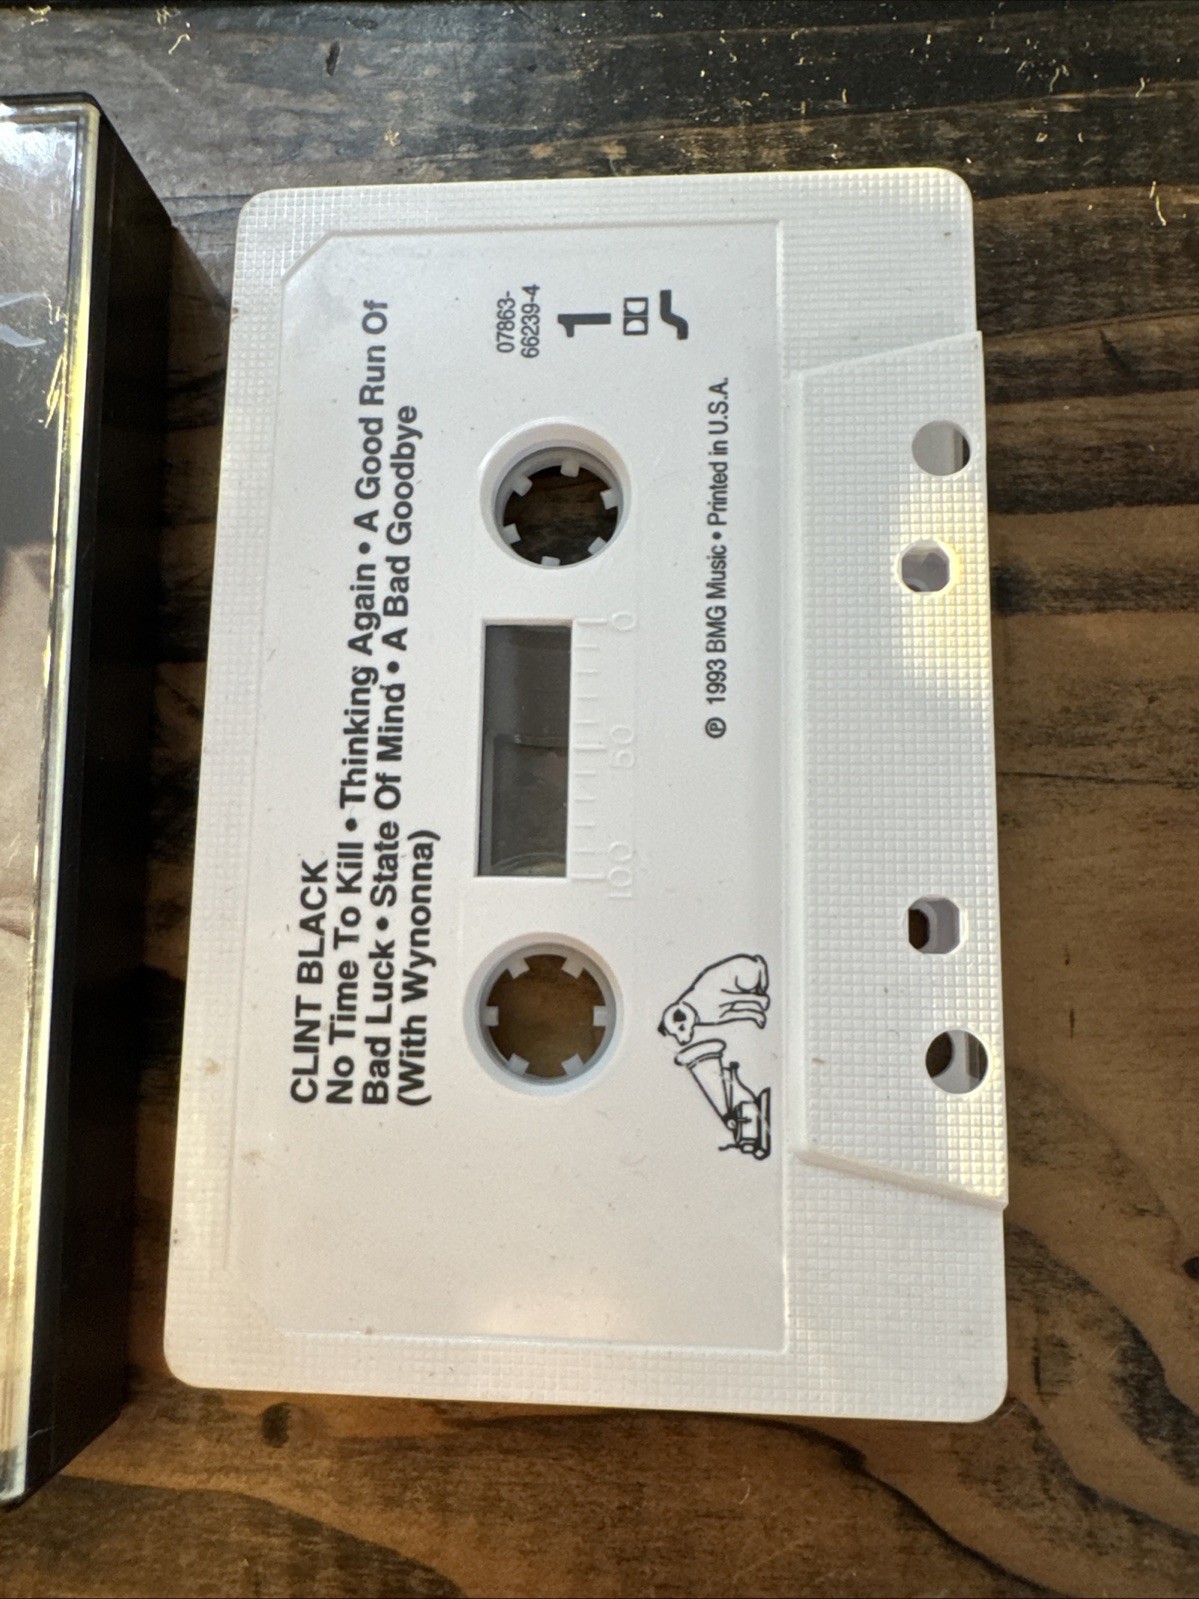 CLINT BLACK
No Time To Kill • Thinking Again • A Good Run Of
Bad Luck • State Of Mind • A Bad Goodbye
(With Wynonna)
07863-
66239-4
1
100 50 0
℗ 1993 BMG Music • Printed in U.S.A.